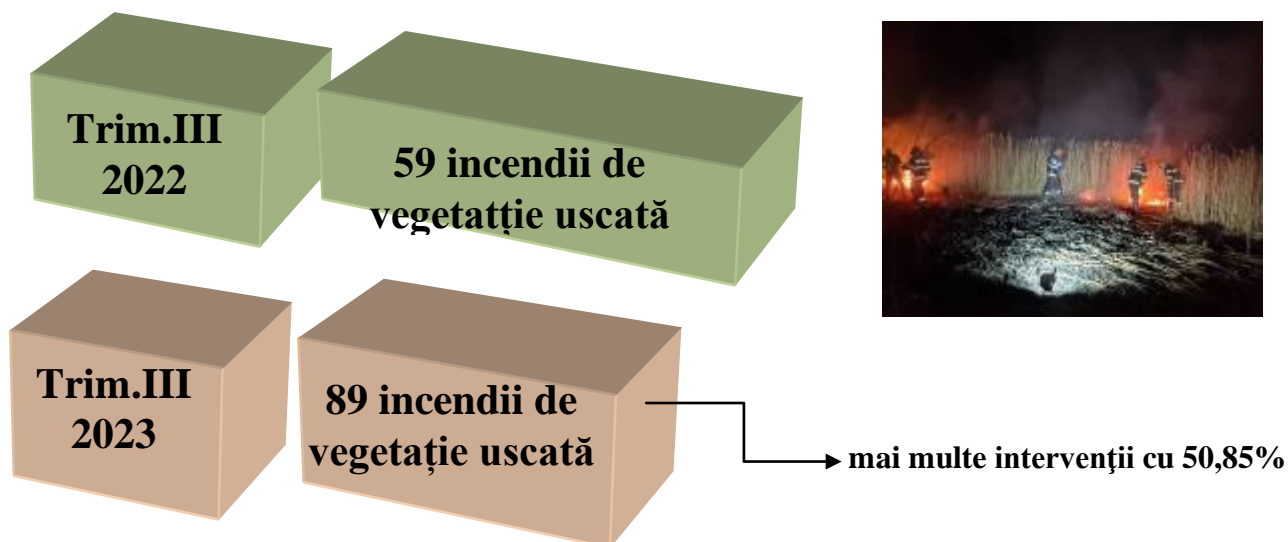 Trim.III
2022
59 incendii de
vegetatție uscată
Trim.III
2023
89 incendii de
vegetație uscată
mai multe intervenţii cu 50,85%